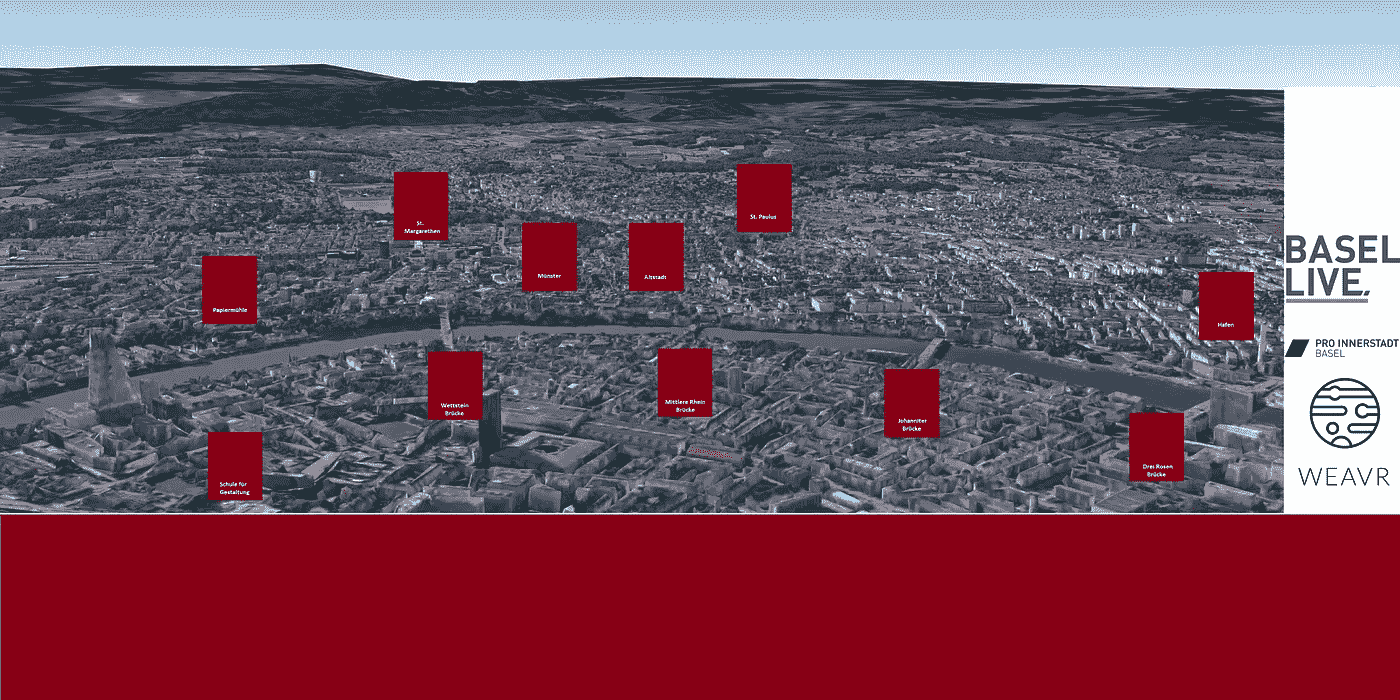 St.
Margarethen
St. Paulus
Münster
Altstadt
Papiermühle
Hafen
Wettstein
Brücke
Mittlere Rhein
Brücke
Johanniter
Brücke
Drei Rosen
Brücke
Schule für
Gestaltung
BASEL
LIVE.
PRO INNERSTADT
BASEL
WEAVR